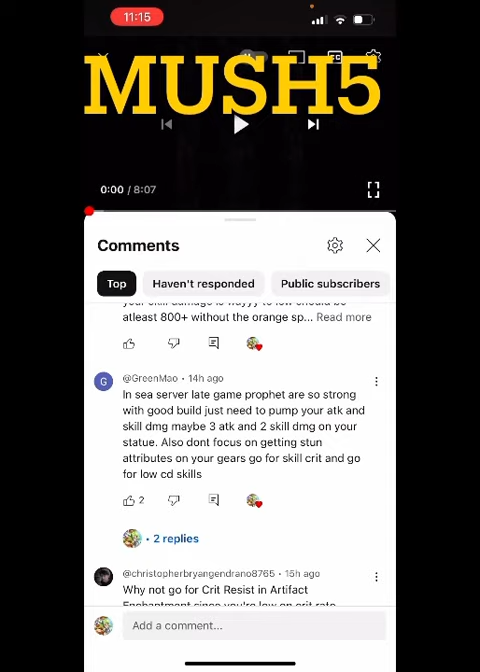 11:15
MUSH5
CC
0:00 / 8:07
Comments
Top Haven't responded Public subscribers
your skill damage is wayyy to low should be
atleast 800+ without the orange sp... Read more
G @GreenMao • 14h ago
In sea server late game prophet are so strong
with good build just need to pump your atk and
skill dmg maybe 3 atk and 2 skill dmg on your
statue. Also dont focus on getting stun
attributes on your gears go for skill crit and go
for low cd skills
2
• 2 replies
@christopherbryangendrano8765 • 15h ago
Why not go for Crit Resist in Artifact
Enchantment since you're low on crit rate
Add a comment...